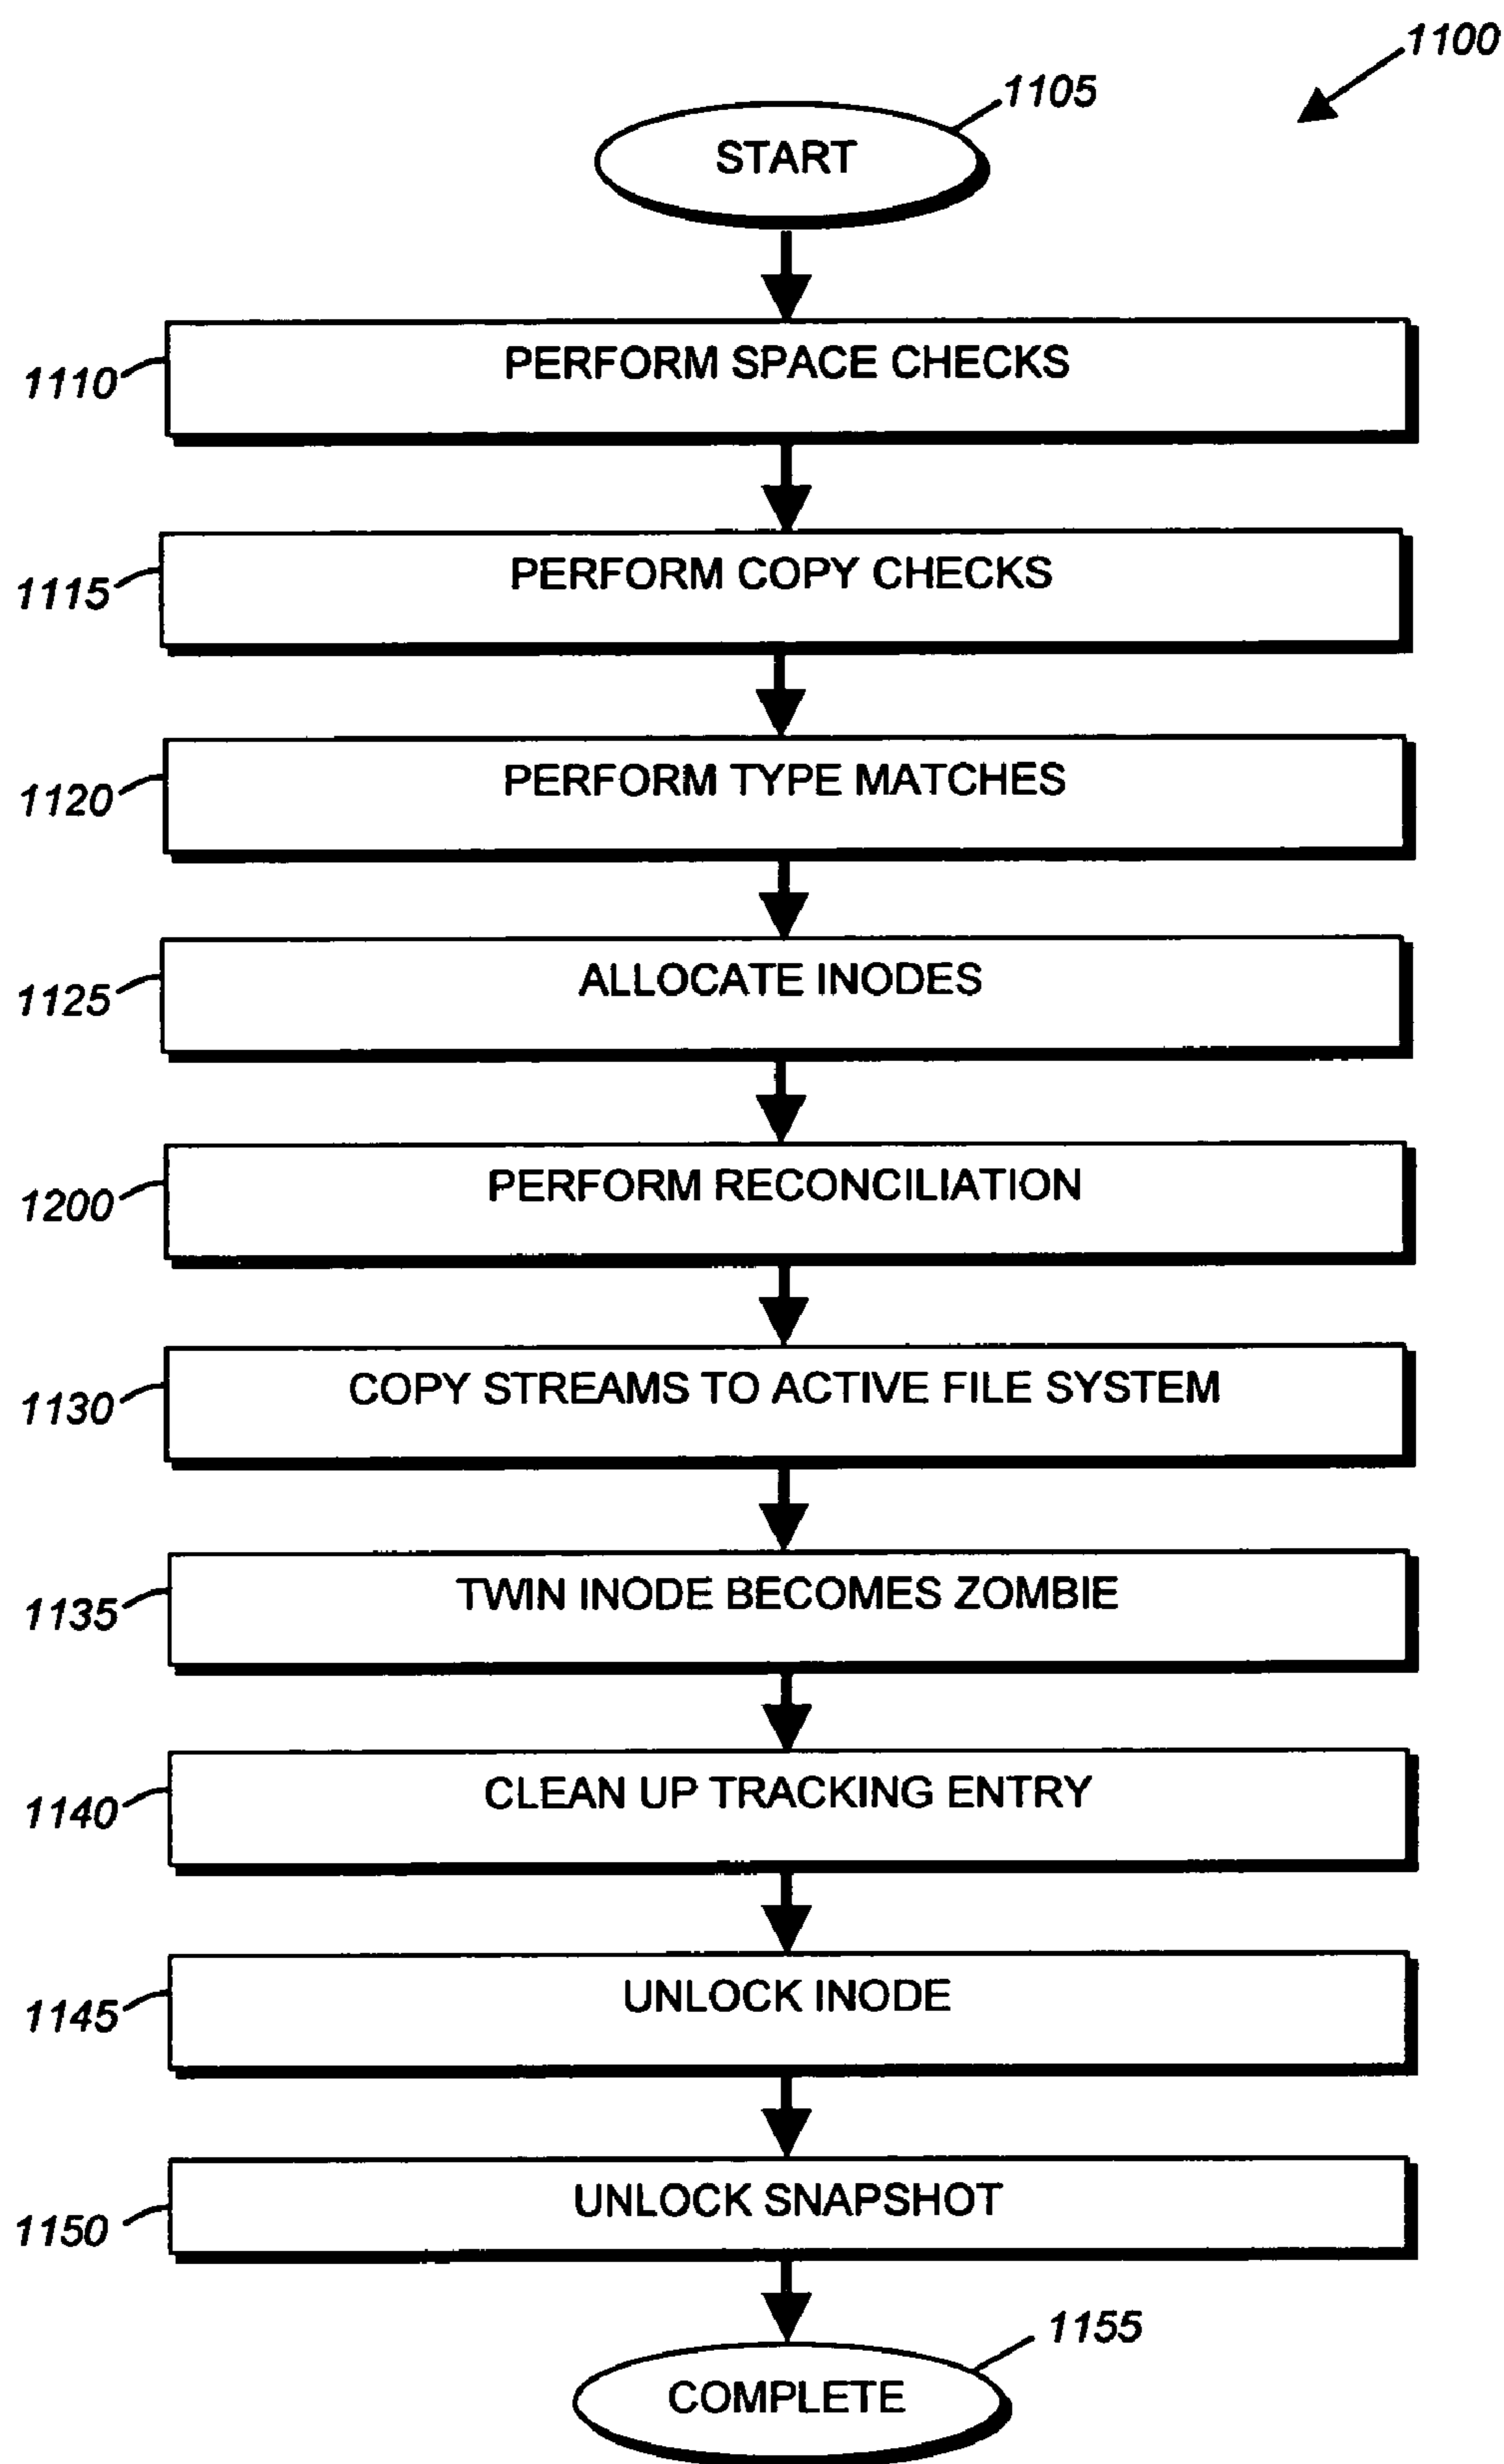 1100
1105
START
PERFORM SPACE CHECKS
1110
PERFORM COPY CHECKS
1115
PERFORM TYPE MATCHES
1120
ALLOCATE INODES
1125
PERFORM RECONCILIATION
1200
COPY STREAMS TO ACTIVE FILE SYSTEM
1130
TWIN INODE BECOMES ZOMBIE
1135
CLEAN UP TRACKING ENTRY
1140
UNLOCK INODE
1145
UNLOCK SNAPSHOT
1150
1155
COMPLETE